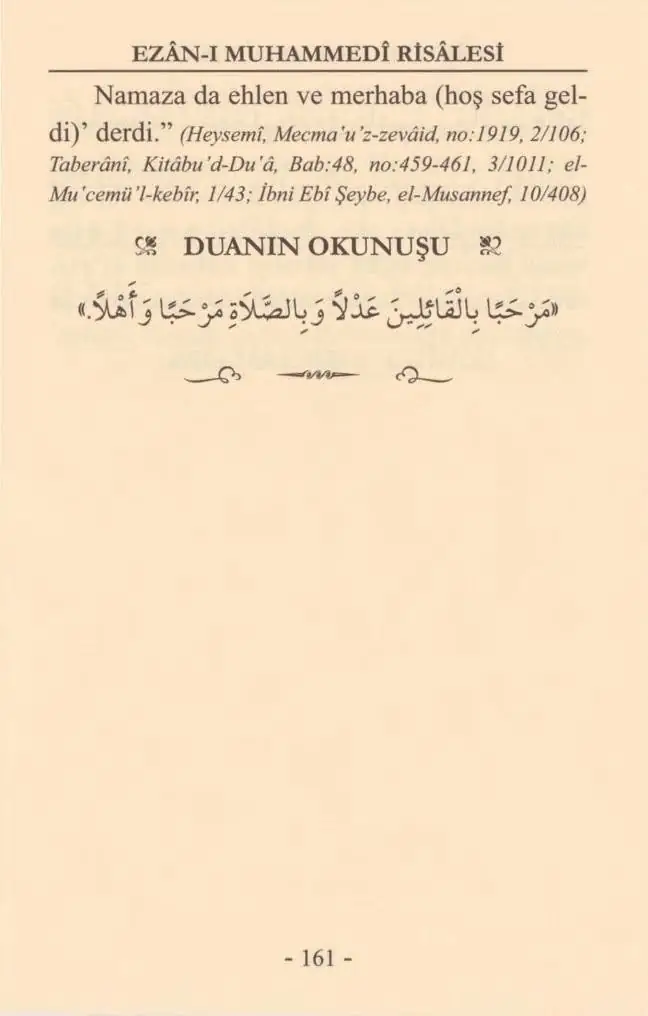 EZÂN-I MUHAMMEDÎ RİSÂLESİ
Namaza da ehlen ve merhaba (hoş sefa gel-
di)’ derdi.” (Heysemî, Mecma‘u’z-zevâid, no:1919, 2/106;
Taberânî, Kitâbu’d-Du‘â, Bab:48, no:459-461, 3/1011; el-
Mu‘cemü’l-kebîr, 1/43; İbni Ebî Şeybe, el-Musannef, 10/408)
DUANIN OKUNUŞU
«مَرْحَبًا بِالْقَائِلِينَ عَدْلاً وَبِالصَّلَاةِ مَرْحَبًا وَأَهْلاً.»
- 161 -